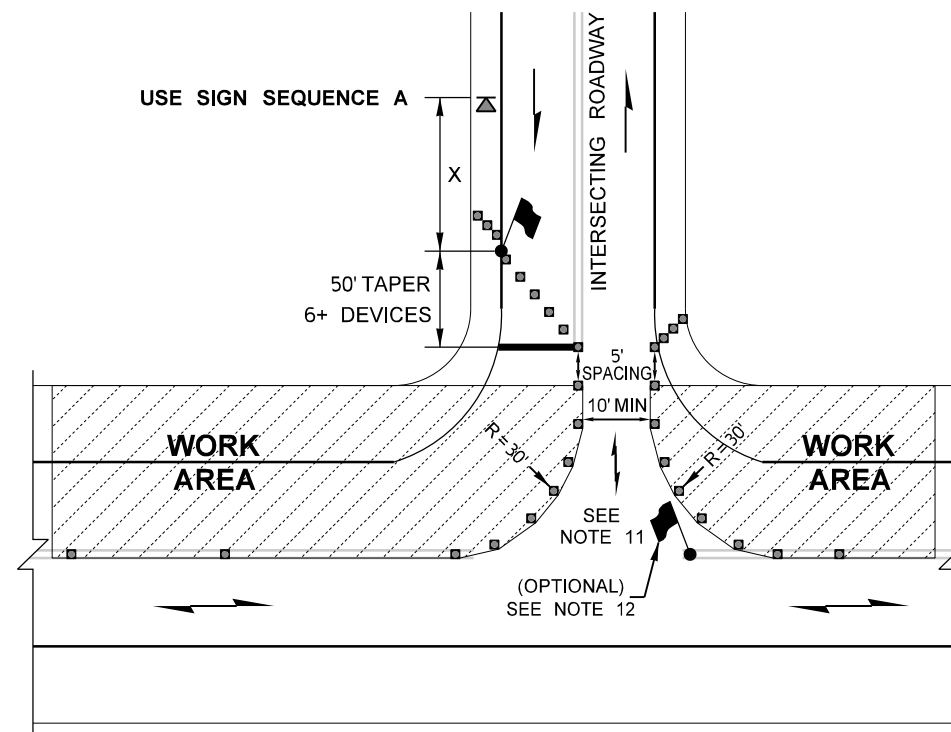 USE SIGN SEQUENCE A
INTERSECTING ROADWAY
X
50' TAPER
6+ DEVICES
5'
SPACING
10' MIN
WORK
AREA
R = 30'
R = 30'
WORK
AREA
SEE
NOTE 11
(OPTIONAL)
SEE NOTE 12